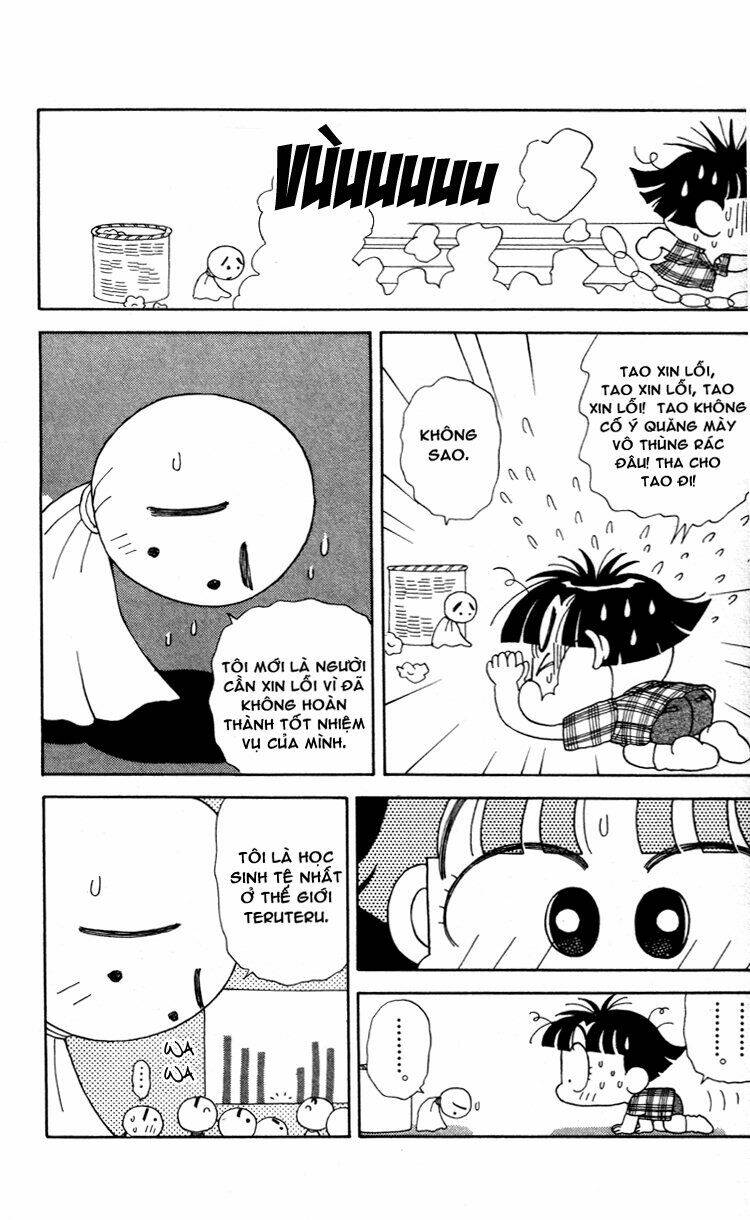 VÙUUUUUU
TAO XIN LỖI,
TAO XIN LỖI, TAO
XIN LỖI! TAO KHÔNG
CỐ Ý QUĂNG MÀY
VÔ THÙNG RÁC
ĐÂU! THA CHO
TAO ĐI!
KHÔNG
SAO.
TÔI MỚI LÀ NGƯỜI
CẦN XIN LỖI VÌ ĐÃ
KHÔNG HOÀN
THÀNH TỐT NHIỆM
VỤ CỦA MÌNH.
TÔI LÀ HỌC
SINH TỆ NHẤT
Ở THẾ GIỚI
TERUTERU.
WA
WA